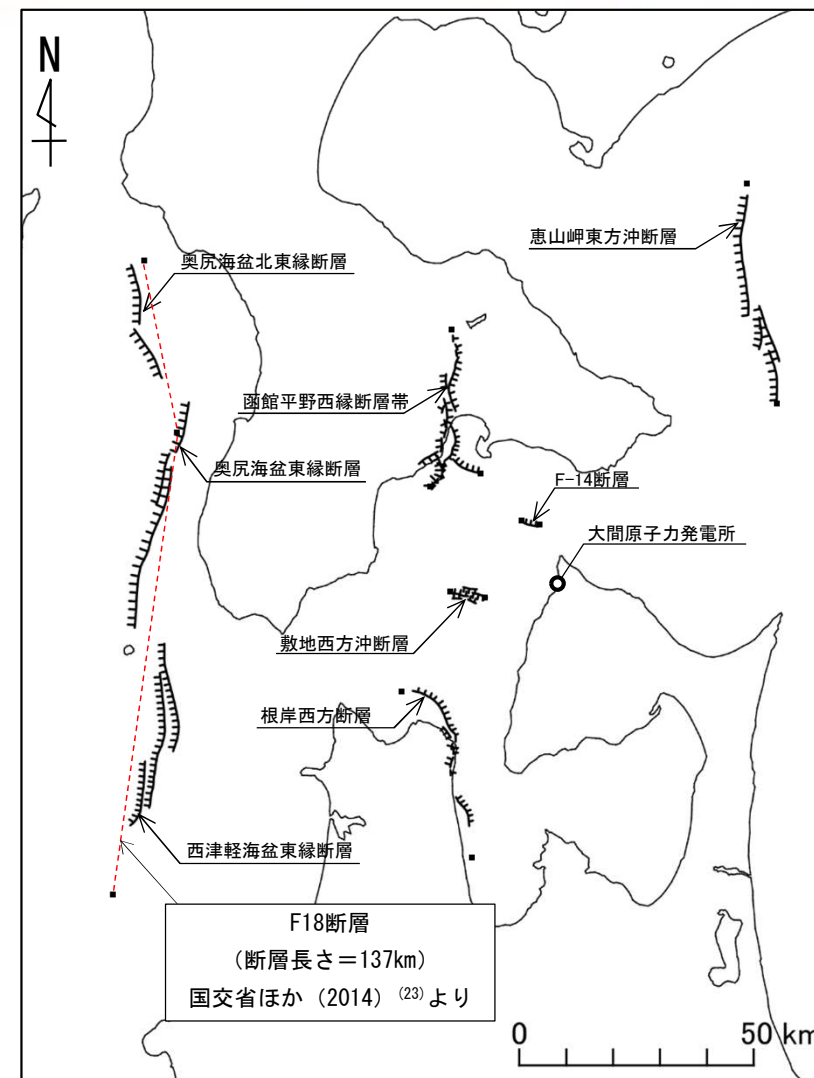 N
恵山岬東方沖断層
奥尻海盆北東縁断層
函館平野西縁断層帯
奥尻海盆東縁断層
F-14断層
大間原子力発電所
敷地西方沖断層
根岸西方断層
西津軽海盆東縁断層
F18断層
(断層長さ=137km)
国交省ほか(2014)(23)より
0 50 km